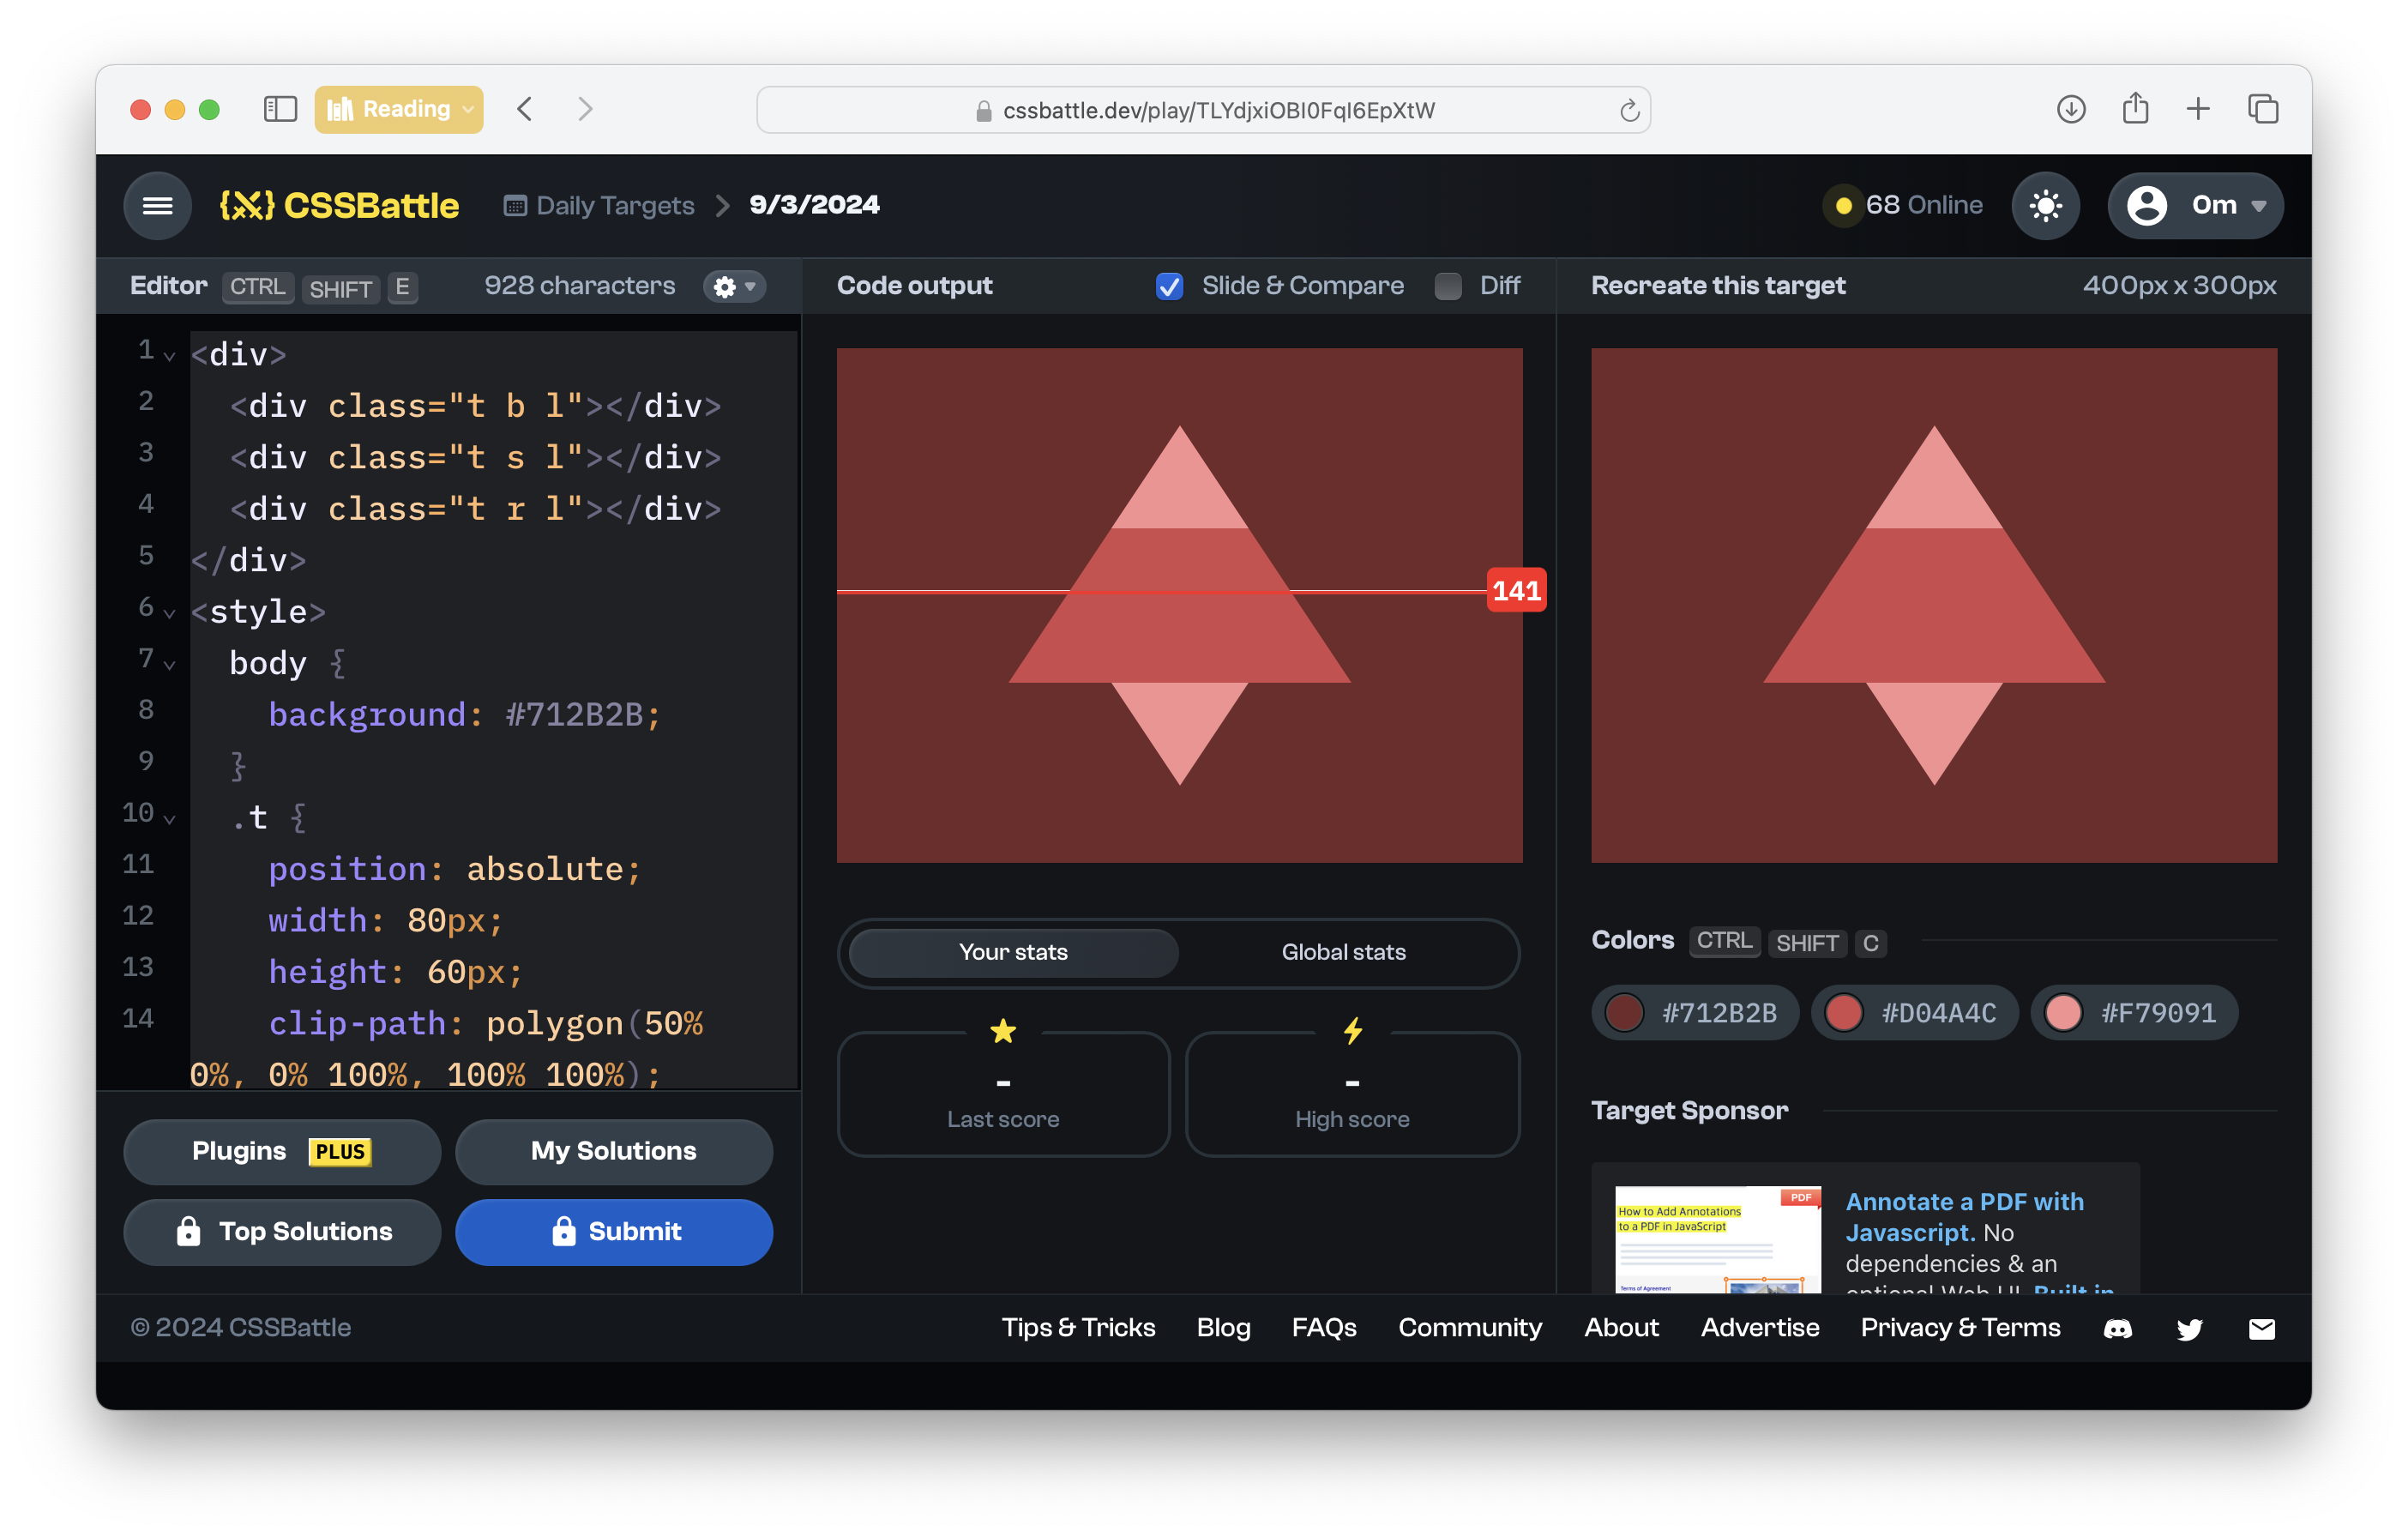 Reading
cssbattle.dev/play/TLYdjxiOBI0FqI6EpXtW
{X} CSSBattle
Daily Targets
9/3/2024
68 Online
0m
Editor CTRL SHIFT E
928 characters
1 <div>
2 <div class="t b l"></div>
3 <div class="t s l"></div>
4 <div class="t r l"></div>
5 </div>
6 <style>
7 body {
8 background: #712B2B;
9 }
10 .t {
11 position: absolute;
12 width: 80px;
13 height: 60px;
14 clip-path: polygon(50%
0%, 0% 100%, 100% 100%);
Plugins PLUS
My Solutions
Top Solutions
Submit
Code output
Slide & Compare
Diff
141
Your stats
Global stats
-
Last score
-
High score
Recreate this target
400px x 300px
Colors CTRL SHIFT C
#712B2B
#D04A4C
#F79091
Target Sponsor
PDF
How to Add Annotations
to a PDF in JavaScript
Terms of Agreement
Annotate a PDF with
Javascript. No
dependencies & an
optional Web UI. Built in
© 2024 CSSBattle
Tips & Tricks
Blog
FAQs
Community
About
Advertise
Privacy & Terms